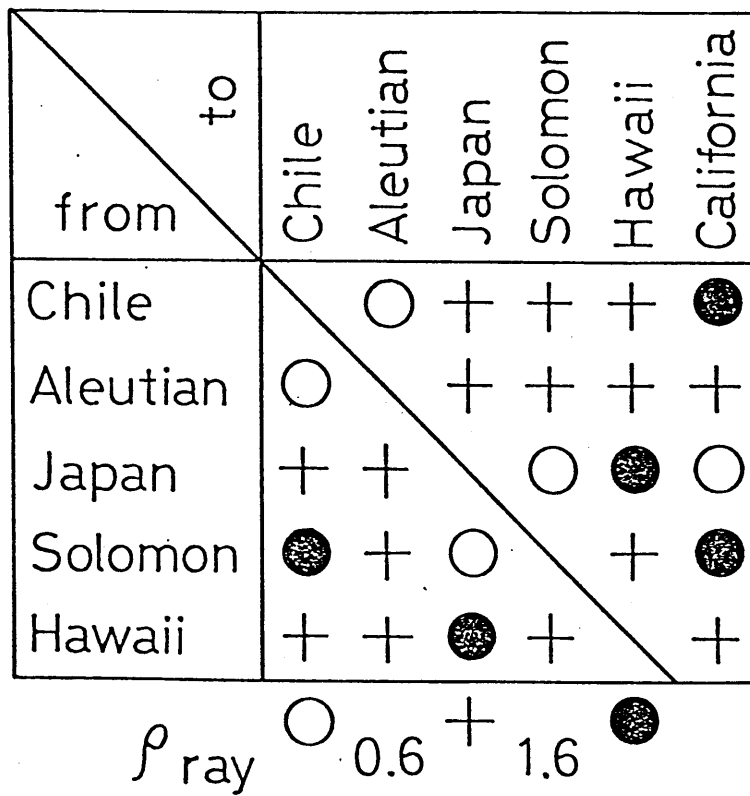 to
from
Chile
Aleutian
Japan
Solomon
Hawaii
California
Chile
Aleutian
Japan
Solomon
Hawaii
ρ ray 0.6 1.6